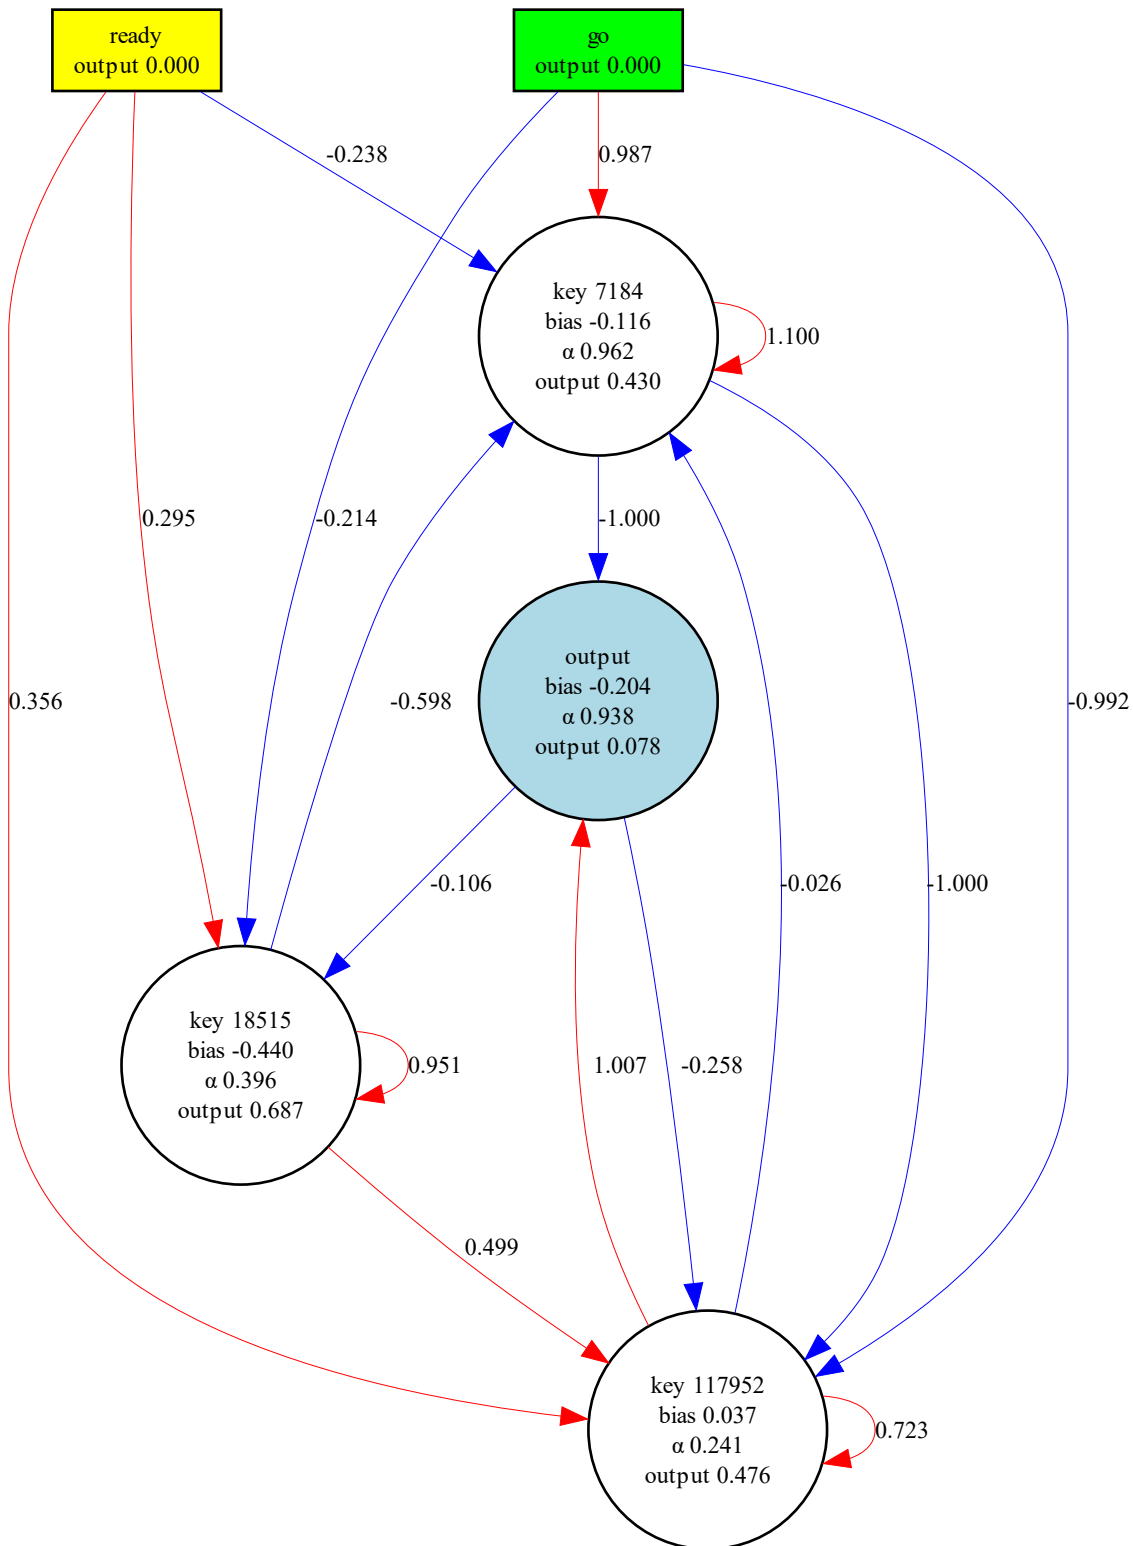 ready
output 0.000
go
output 0.000
-0.238
0.987
key 7184
bias -0.116
α 0.962
output 0.430
1.100
0.295
-0.214
-1.000
output
bias -0.204
α 0.938
output 0.078
0.356
-0.598
-0.992
-0.106
-0.026
-1.000
key 18515
bias -0.440
α 0.396
output 0.687
0.951
1.007
-0.258
0.499
key 117952
bias 0.037
α 0.241
output 0.476
0.723